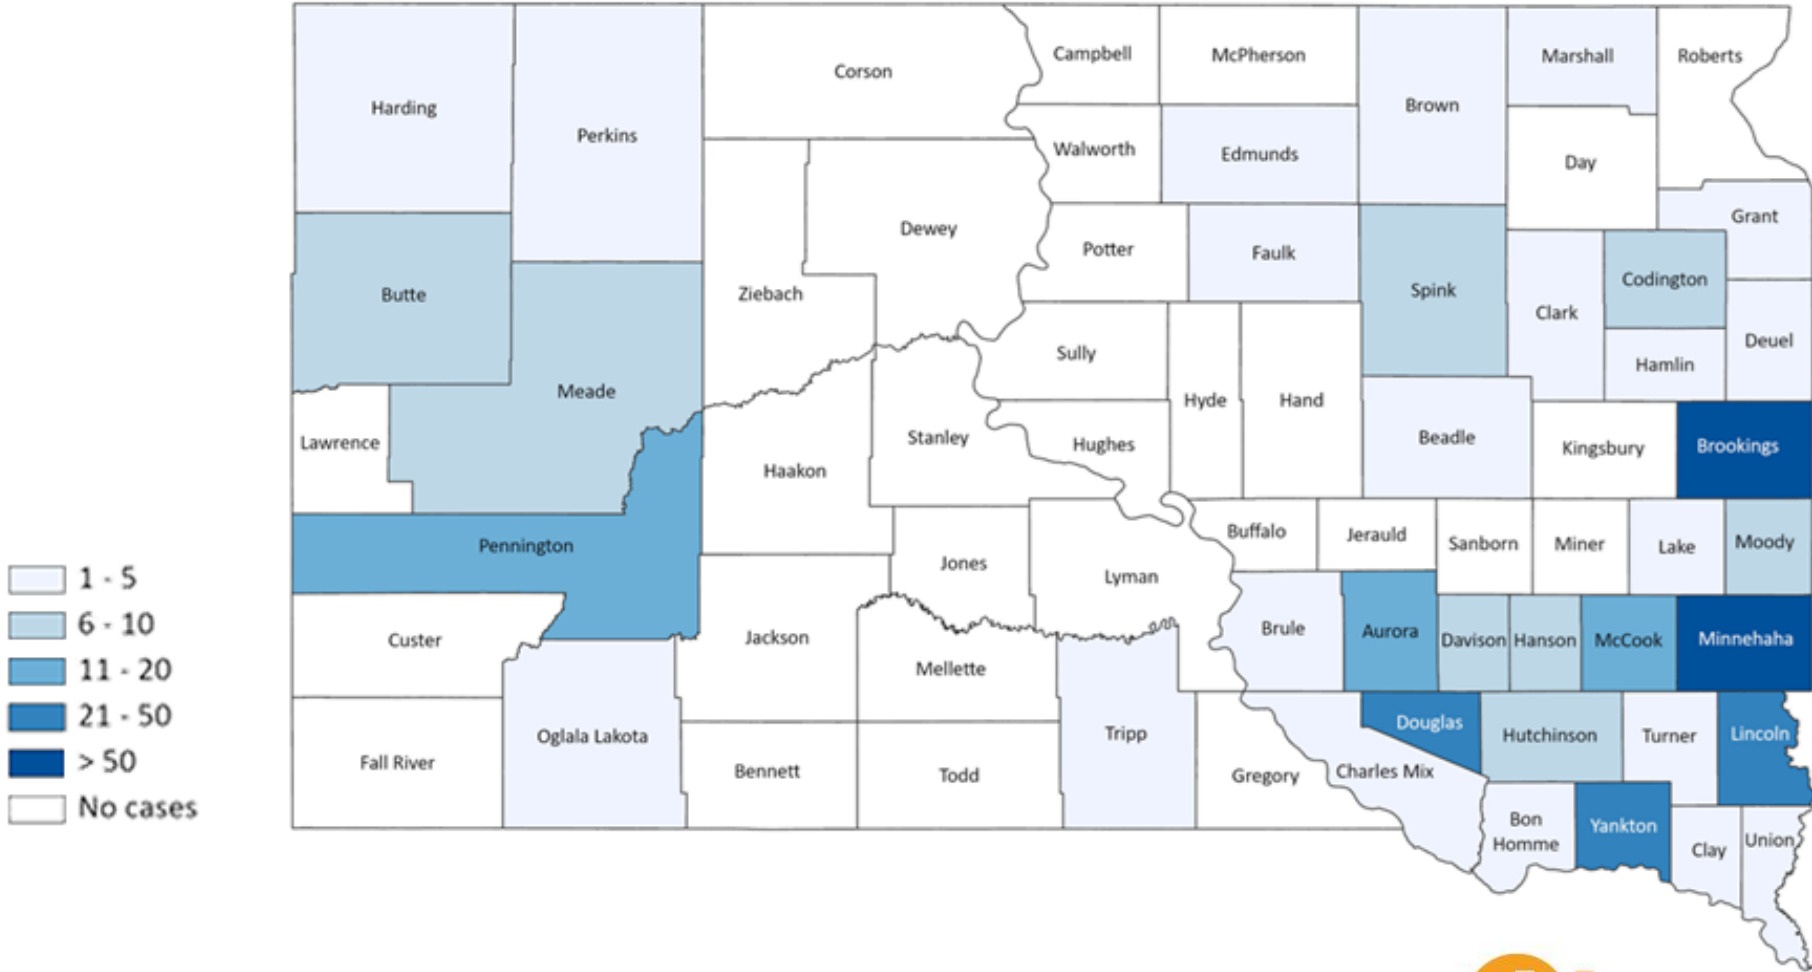 Harding
Perkins
Corson
Campbell
McPherson
Brown
Marshall
Roberts
Walworth
Edmunds
Day
Grant
Butte
Meade
Ziebach
Dewey
Potter
Faulk
Spink
Clark
Codington
Hamlin
Deuel
Lawrence
Haakon
Stanley
Sully
Hughes
Hyde
Hand
Beadle
Kingsbury
Brookings
Pennington
Jones
Lyman
Buffalo
Jerauld
Sanborn
Miner
Lake
Moody
Custer
Jackson
Mellette
Brule
Aurora
Davison
Hanson
McCook
Minnehaha
Fall River
Oglala Lakota
Bennett
Todd
Tripp
Gregory
Charles Mix
Douglas
Hutchinson
Turner
Lincoln
Bon
Homme
Yankton
Clay
Union
1 - 5
6 - 10
11 - 20
21 - 50
> 50
No cases